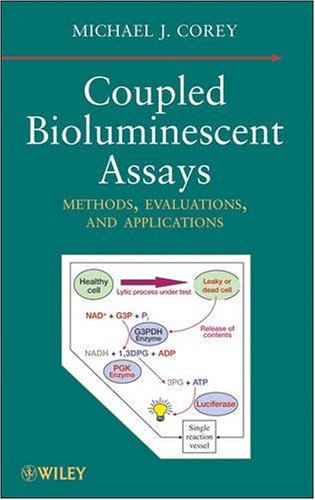 MICHAEL J. COREY
Coupled
Bioluminescent
Assays
METHODS, EVALUATIONS,
AND APPLICATIONS
Healthy
cell
Lytic process under test
Leaky or
dead cell
NAD⁺ + G3P + Pᵢ
G3PDH
Enzyme
Release of
contents
NADH + 1,3DPG + ADP
PGK
Enzyme
3PG + ATP
Luciferase
Single
reaction
vessel
WILEY